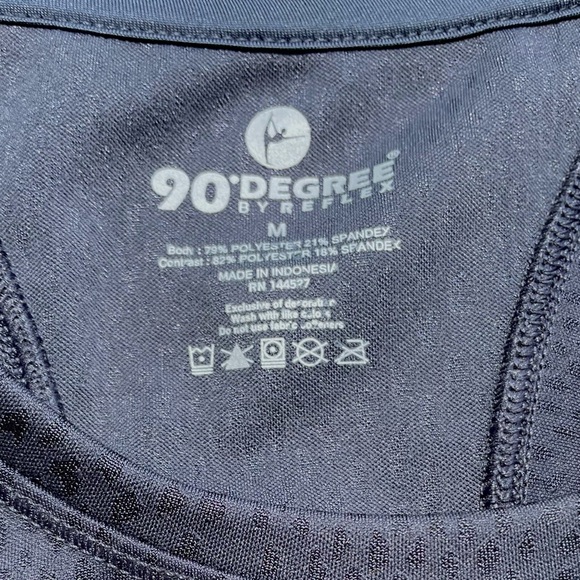 90°DEGREE®
BY REFLEX
M
Body : 79% POLYESTER 21% SPANDEX
Contrast : 82% POLYESTER 18% SPANDEX
MADE IN INDONESIA
RN 144527
Exclusive of decoration
Wash with like colors
Do not use fabric softeners